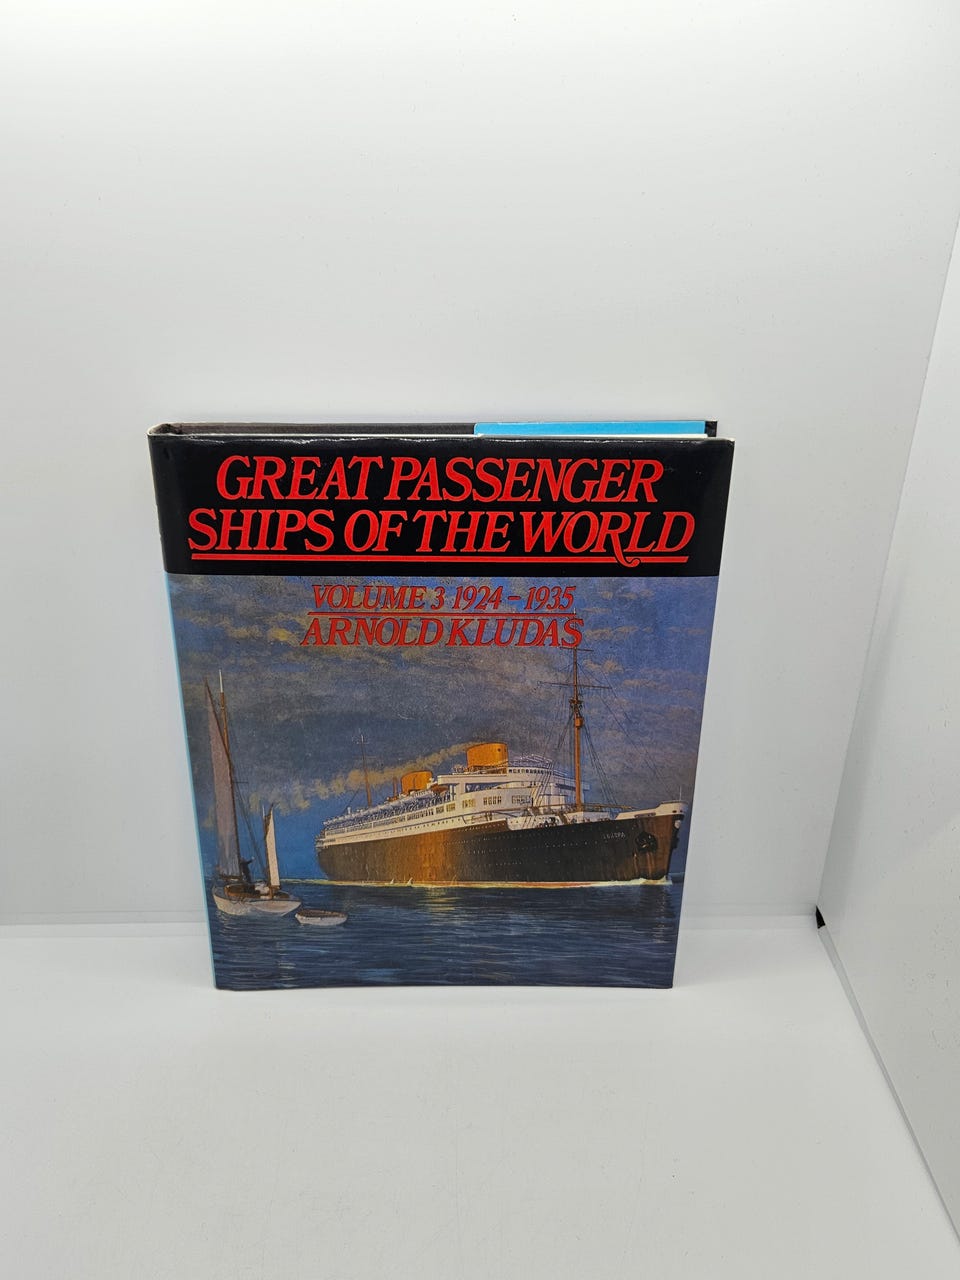 GREAT PASSENGER
SHIPS OF THE WORLD
VOLUME 3 1924-1935
ARNOLD KLUDAS